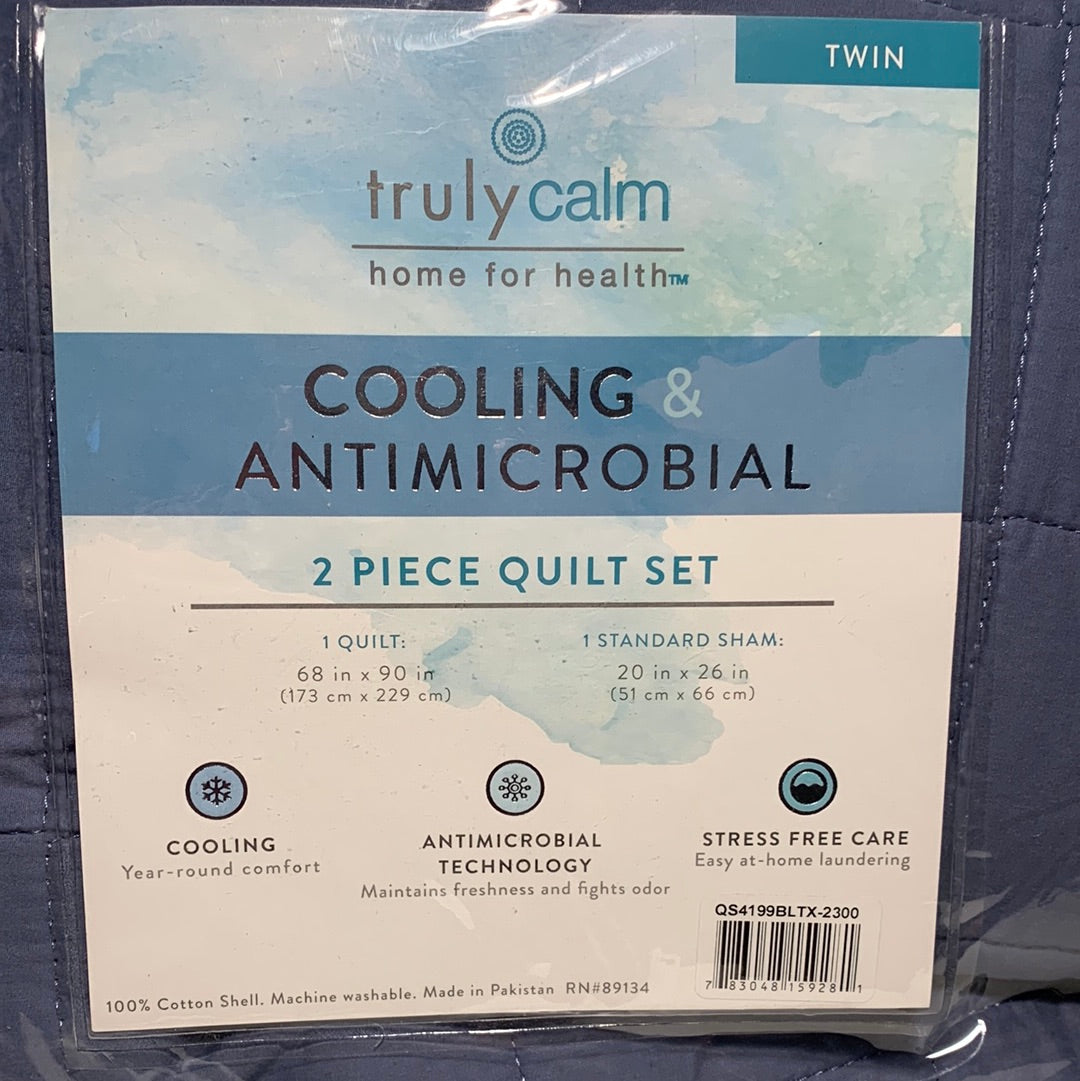 TWIN
truly calm
home for health™
COOLING &
ANTIMICROBIAL
2 PIECE QUILT SET
1 QUILT:
68 in x 90 in
(173 cm x 229 cm)
1 STANDARD SHAM:
20 in x 26 in
(51 cm x 66 cm)
COOLING
Year-round comfort
ANTIMICROBIAL
TECHNOLOGY
Maintains freshness and fights odor
STRESS FREE CARE
Easy at-home laundering
QS4199BLTX-2300
7 83048 15928 1
100% Cotton Shell. Machine washable. Made in Pakistan RN#89134